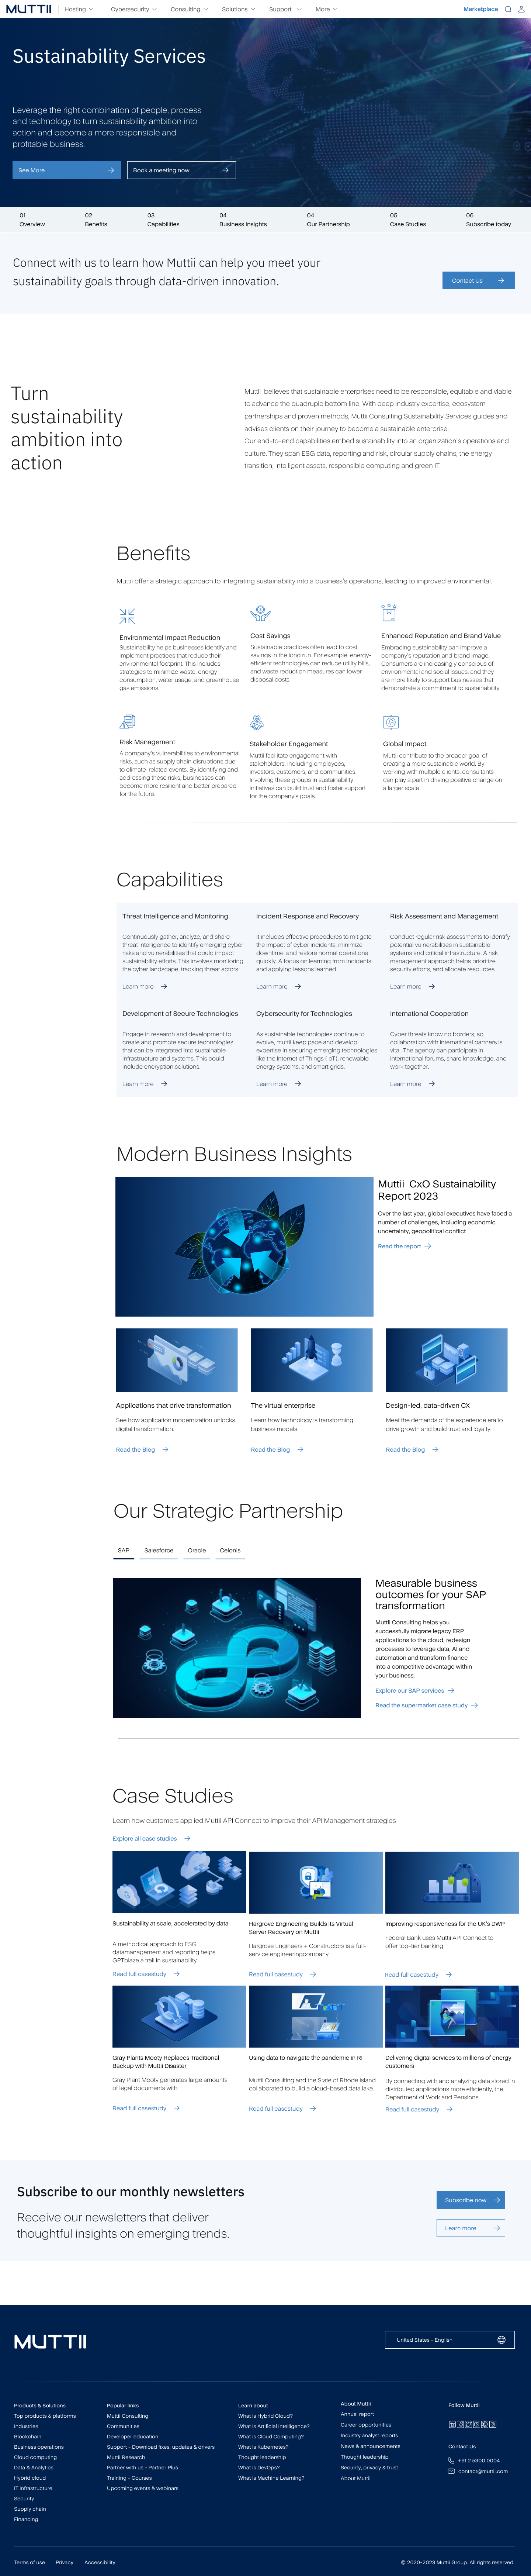 MUTTII
Hosting
Cybersecurity
Consulting
Solutions
Support
More
Marketplace
Sustainability Services
Leverage the right combination of people, process
and technology to turn sustainability ambition into
action and become a more responsible and
profitable business.
See More
Book a meeting now
01
Overview
02
Benefits
03
Capabilities
04
Business Insights
04
Our Partnership
05
Case Studies
06
Subscribe today
Connect with us to learn how Muttii can help you meet your
sustainability goals through data-driven innovation.
Contact Us
Turn
sustainability
ambition into
action
Muttii believes that sustainable enterprises need to be responsible, equitable and viable
to advance the quadruple bottom line. With deep industry expertise, ecosystem
partnerships and proven methods, Muttii Consulting Sustainability Services guides and
advises clients on their journey to become a sustainable enterprise.
Our end-to-end capabilities embed sustainability into an organization's operations and
culture. They span ESG data, reporting and risk, circular supply chains, the energy
transition, intelligent assets, responsible computing and green IT.
Benefits
Muttii offer a strategic approach to integrating sustainability into a business's operations, leading to improved environmental.
Environmental Impact Reduction
Sustainability helps businesses identify and
implement practices that reduce their
environmental footprint. This includes
strategies to minimize waste, energy
consumption, water usage, and greenhouse
gas emissions.
Cost Savings
Sustainable practices often lead to cost
savings in the long run. For example, energy-
efficient technologies can reduce utility bills,
and waste reduction measures can lower
disposal costs
Enhanced Reputation and Brand Value
Embracing sustainability can improve a
company's reputation and brand image.
Consumers are increasingly conscious of
environmental and social issues, and they
are more likely to support businesses that
demonstrate a commitment to sustainability.
Risk Management
A company's vulnerabilities to environmental
risks, such as supply chain disruptions due
to climate-related events. By identifying and
addressing these risks, businesses can
become more resilient and better prepared
for the future.
Stakeholder Engagement
Muttii facilitate engagement with
stakeholders, including employees,
investors, customers, and communities.
Involving these groups in sustainability
initiatives can build trust and foster support
for the company's goals.
Global Impact
Muttii contribute to the broader goal of
creating a more sustainable world. By
working with multiple clients, consultants
can play a part in driving positive change on
a larger scale.
Capabilities
Threat Intelligence and Monitoring
Continuously gather, analyze, and share
threat intelligence to identify emerging cyber
risks and vulnerabilities that could impact
sustainability efforts. This involves monitoring
the cyber landscape, tracking threat actors.
Learn more
Incident Response and Recovery
It includes effective procedures to mitigate
the impact of cyber incidents, minimize
downtime, and restore normal operations
quickly. A focus on learning from incidents
and applying lessons learned.
Learn more
Risk Assessment and Management
Conduct regular risk assessments to identify
potential vulnerabilities in sustainable
systems and critical infrastructure. A risk
management approach helps prioritize
security efforts, and allocate resources.
Learn more
Development of Secure Technologies
Engage in research and development to
create and promote secure technologies
that can be integrated into sustainable
infrastructure and systems. This could
include encryption solutions.
Learn more
Cybersecurity for Technologies
As sustainable technologies continue to
evolve, muttii keep pace and develop
expertise in securing emerging technologies
like the Internet of Things (IoT), renewable
energy systems, and smart grids.
Learn more
International Cooperation
Cyber threats know no borders, so
collaboration with international partners is
vital. The agency can participate in
international forums, share knowledge, and
work together.
Learn more
Modern Business Insights
Muttii CxO Sustainability
Report 2023
Over the last year, global executives have faced a
number of challenges, including economic
uncertainty, geopolitical conflict
Read the report
Applications that drive transformation
See how application modernization unlocks
digital transformation.
Read the Blog
The virtual enterprise
Learn how technology is transforming
business models.
Read the Blog
Design-led, data-driven CX
Meet the demands of the experience era to
drive growth and build trust and loyalty.
Read the Blog
Our Strategic Partnership
SAP
Salesforce
Oracle
Celonis
Measurable business
outcomes for your SAP
transformation
Muttii Consulting helps you
successfully migrate legacy ERP
applications to the cloud, redesign
processes to leverage data, AI and
automation and transform finance
into a competitive advantage within
your business.
Explore our SAP services
Read the supermarket case study
Case Studies
Learn how customers applied Muttii API Connect to improve their API Management strategies
Explore all case studies
Sustainability at scale, accelerated by data
A methodical approach to ESG
datamanagement and reporting helps
GPTblaze a trail in sustainability
Read full casestudy
Hargrove Engineering Builds Its Virtual
Server Recovery on Muttii
Hargrove Engineers + Constructors is a full-
service engineeringcompany
Read full casestudy
Improving responsiveness for the UK's DWP
Federal Bank uses Muttii API Connect to
offer top-tier banking
Read full casestudy
Gray Plants Mooty Replaces Traditional
Backup with Muttii Disaster
Gray Plant Mooty generates large amounts
of legal documents with
Read full casestudy
Using data to navigate the pandemic in RI
Muttii Consulting and the State of Rhode Island
collaborated to build a cloud-based data lake.
Read full casestudy
Delivering digital services to millions of energy
customers
By connecting with and analyzing data stored in
distributed applications more efficiently, the
Department of Work and Pensions.
Read full casestudy
Subscribe to our monthly newsletters
Receive our newsletters that deliver
thoughtful insights on emerging trends.
Subscribe now
Learn more
MUTTII
United States - English
Products & Solutions
Top products & platforms
Industries
Blockchain
Business operations
Cloud computing
Data & Analytics
Hybrid cloud
IT infrastructure
Security
Supply chain
Financing
Popular links
Muttii Consulting
Communities
Developer education
Support - Download fixes, updates & drivers
Muttii Research
Partner with us - Partner Plus
Training - Courses
Upcoming events & webinars
Learn about
What is Hybrid Cloud?
What is Artificial intelligence?
What is Cloud Computing?
What is Kubernetes?
Thought leadership
What is DevOps?
What is Machine Learning?
About Muttii
Annual report
Career opportunities
Industry analyst reports
News & announcements
Thought leadership
Security, privacy & trust
About Muttii
Follow Muttii
Contact Us
+61 2 5300 0004
contact@muttii.com
Terms of use
Privacy
Accessibility
© 2020-2023 Muttii Group. All rights reserved.